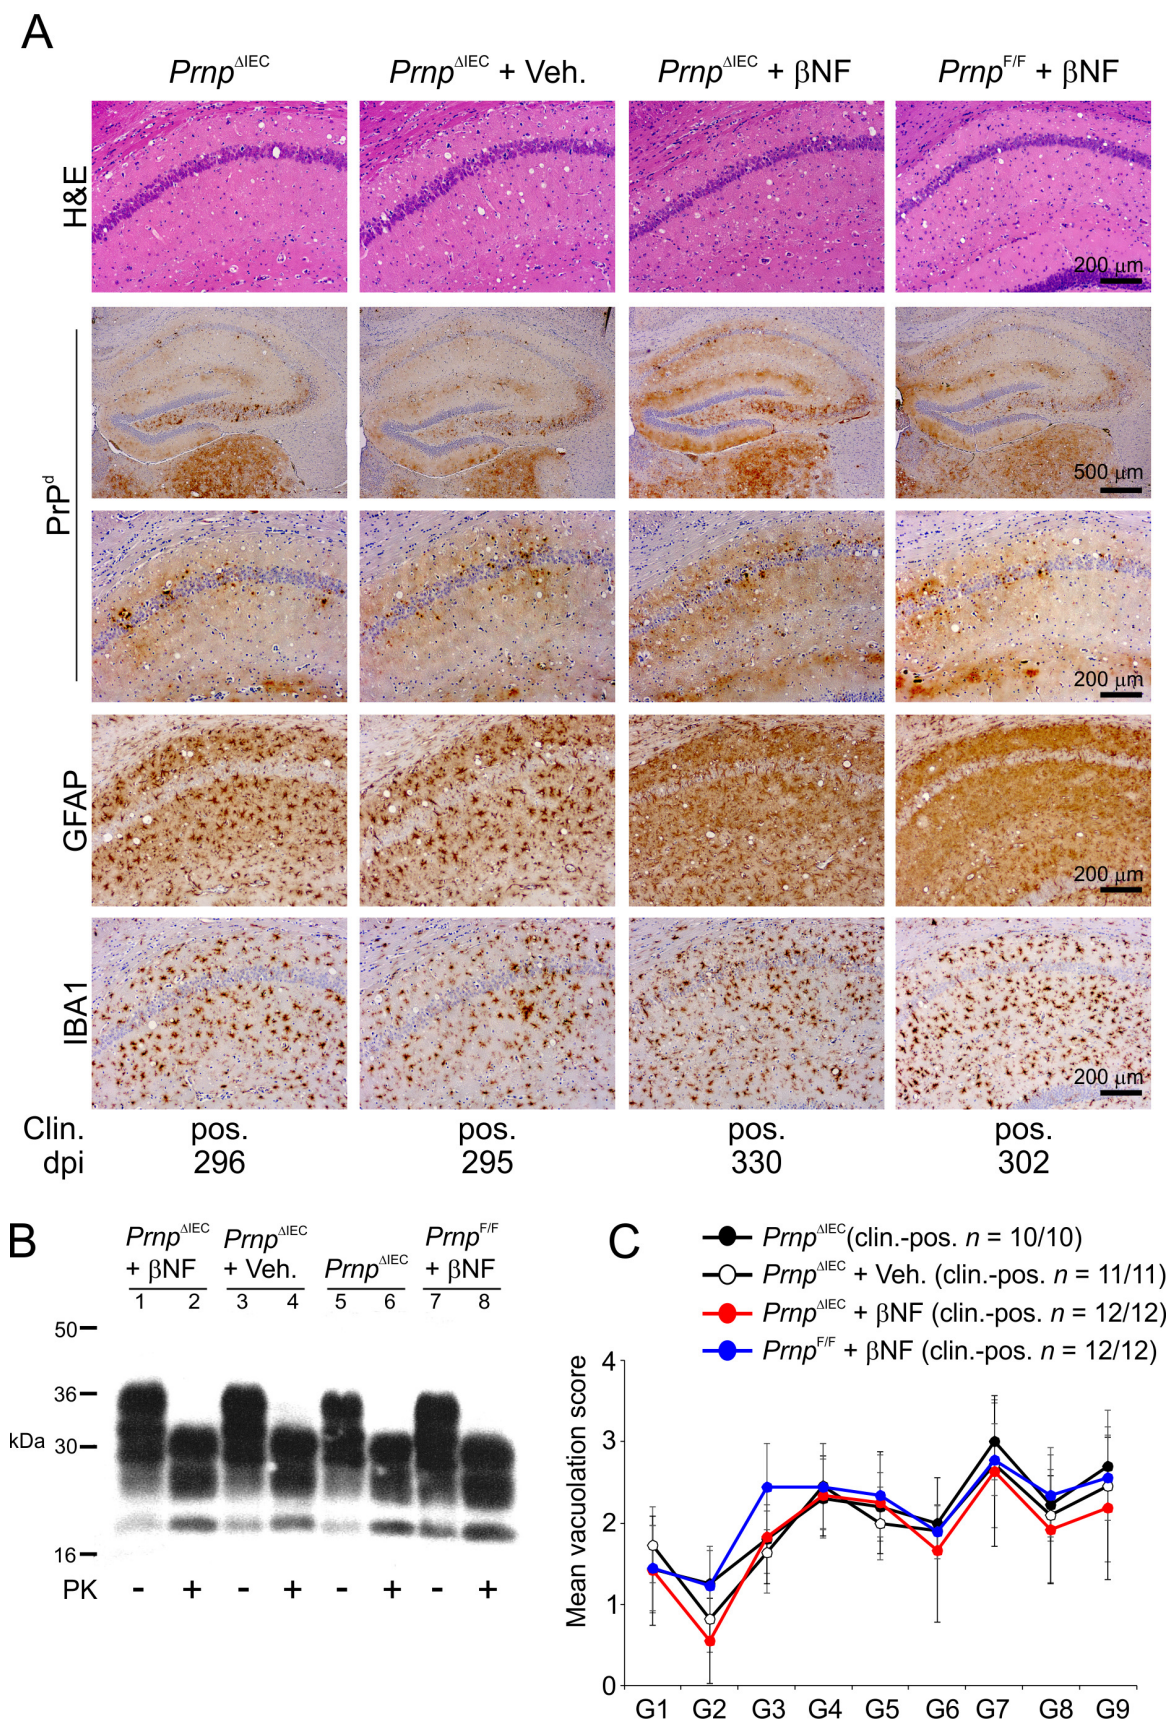 A
Prnp^ΔIEC Prnp^ΔIEC + Veh. Prnp^ΔIEC + βNF Prnp^F/F + βNF
H&E
200 µm
PrP^d
500 µm
200 µm
GFAP
200 µm
IBA1
200 µm
Clin. pos. pos. pos. pos.
dpi 296 295 330 302
B
Prnp^ΔIEC Prnp^ΔIEC Prnp^F/F
+ βNF + Veh. Prnp^ΔIEC + βNF
1 2 3 4 5 6 7 8
50
36
kDa
30
16
PK - + - + - + - +
C
Prnp^ΔIEC (clin.-pos. n = 10/10)
Prnp^ΔIEC + Veh. (clin.-pos. n = 11/11)
Prnp^ΔIEC + βNF (clin.-pos. n = 12/12)
Prnp^F/F + βNF (clin.-pos. n = 12/12)
Mean vacuolation score
4
3
2
1
0
G1 G2 G3 G4 G5 G6 G7 G8 G9